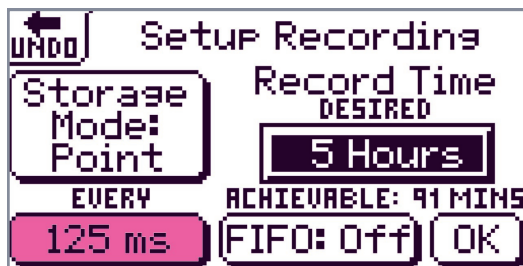 UNDO Setup Recording
Storage
Mode:
Point
Record Time
DESIRED
5 Hours
EVERY
ACHIEVABLE: 91 MINS
125 ms
FIFO: Off
OK